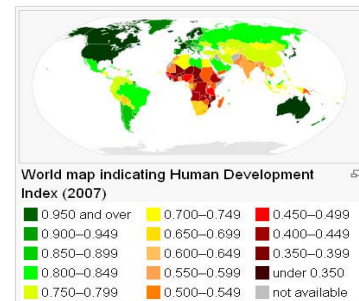 World map indicating Human Development
Index (2007)
0.950 and over
0.900–0.949
0.850–0.899
0.800–0.849
0.750–0.799
0.700–0.749
0.650–0.699
0.600–0.649
0.550–0.599
0.500–0.549
0.450–0.499
0.400–0.449
0.350–0.399
under 0.350
not available